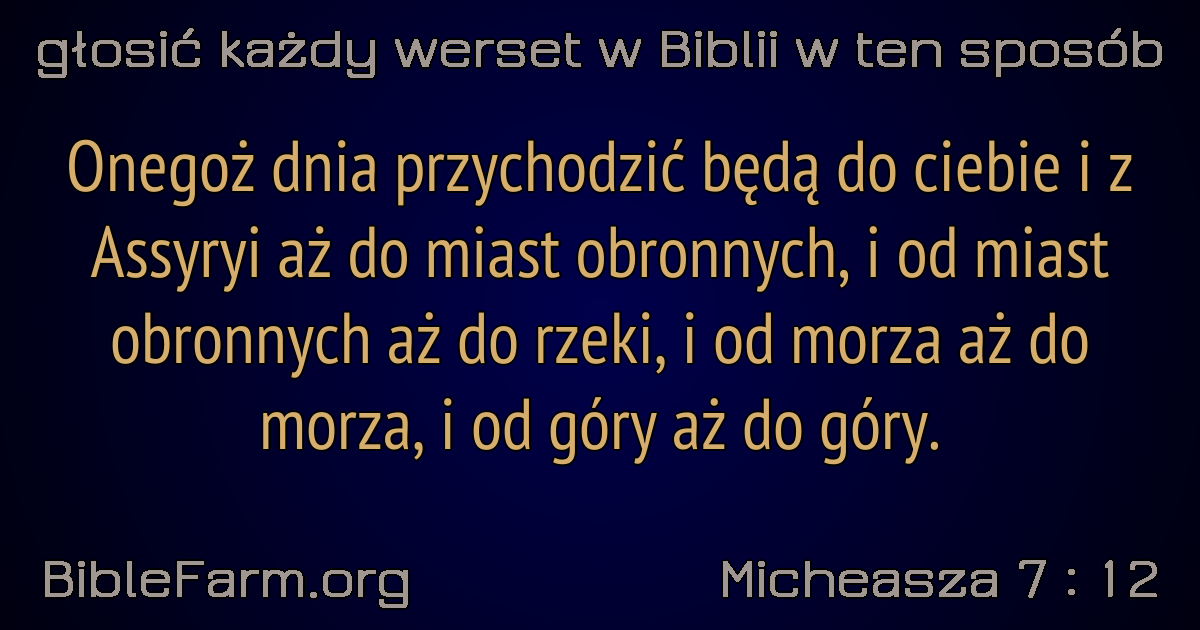 głosić każdy werset w Biblii w ten sposób
Onegoż dnia przychodzić będą do ciebie i z
Assyryi aż do miast obronnych, i od miast
obronnych aż do rzeki, i od morza aż do
morza, i od góry aż do góry.
BibleFarm.org
Micheasza 7 : 12